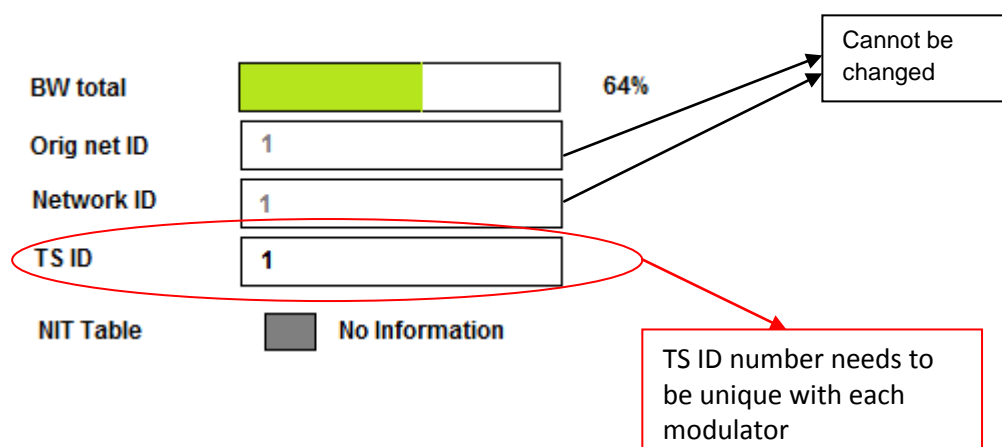 Cannot be
changed
BW total 64%
Orig net ID 1
Network ID 1
TS ID 1
NIT Table No Information
TS ID number needs to
be unique with each
modulator